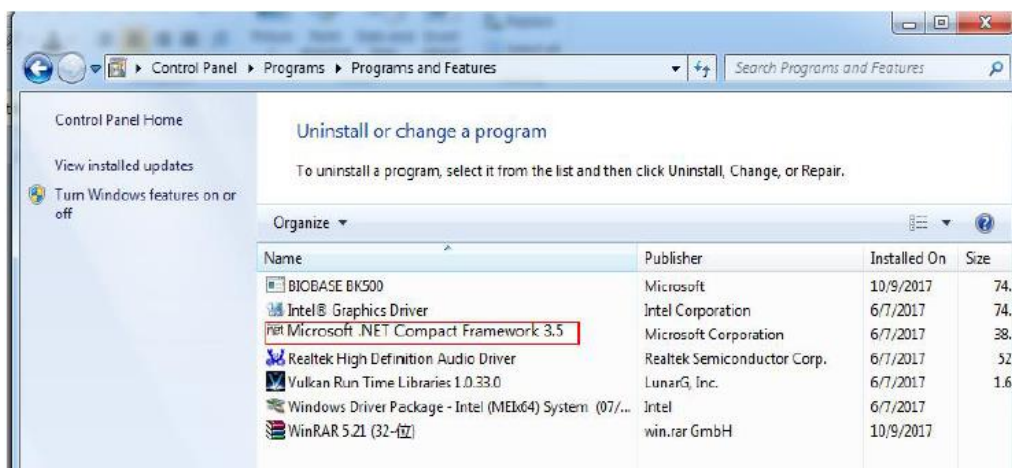 Control Panel ▸ Programs ▸ Programs and Features
Search Programs and Features
Control Panel Home
View installed updates
Turn Windows features on or
off
Uninstall or change a program
To uninstall a program, select it from the list and then click Uninstall, Change, or Repair.
Organize
Name Publisher Installed On Size
BIOBASE BK500 Microsoft 10/9/2017 74.
Intel® Graphics Driver Intel Corporation 6/7/2017 74.
net Microsoft .NET Compact Framework 3.5 Microsoft Corporation 6/7/2017 38.
Realtek High Definition Audio Driver Realtek Semiconductor Corp. 6/7/2017 52
Vulkan Run Time Libraries 1.0.33.0 LunarG, Inc. 6/7/2017 1.6
Windows Driver Package - Intel (MEIx64) System (07/... Intel 6/7/2017
WinRAR 5.21 (32-位) win.rar GmbH 10/9/2017